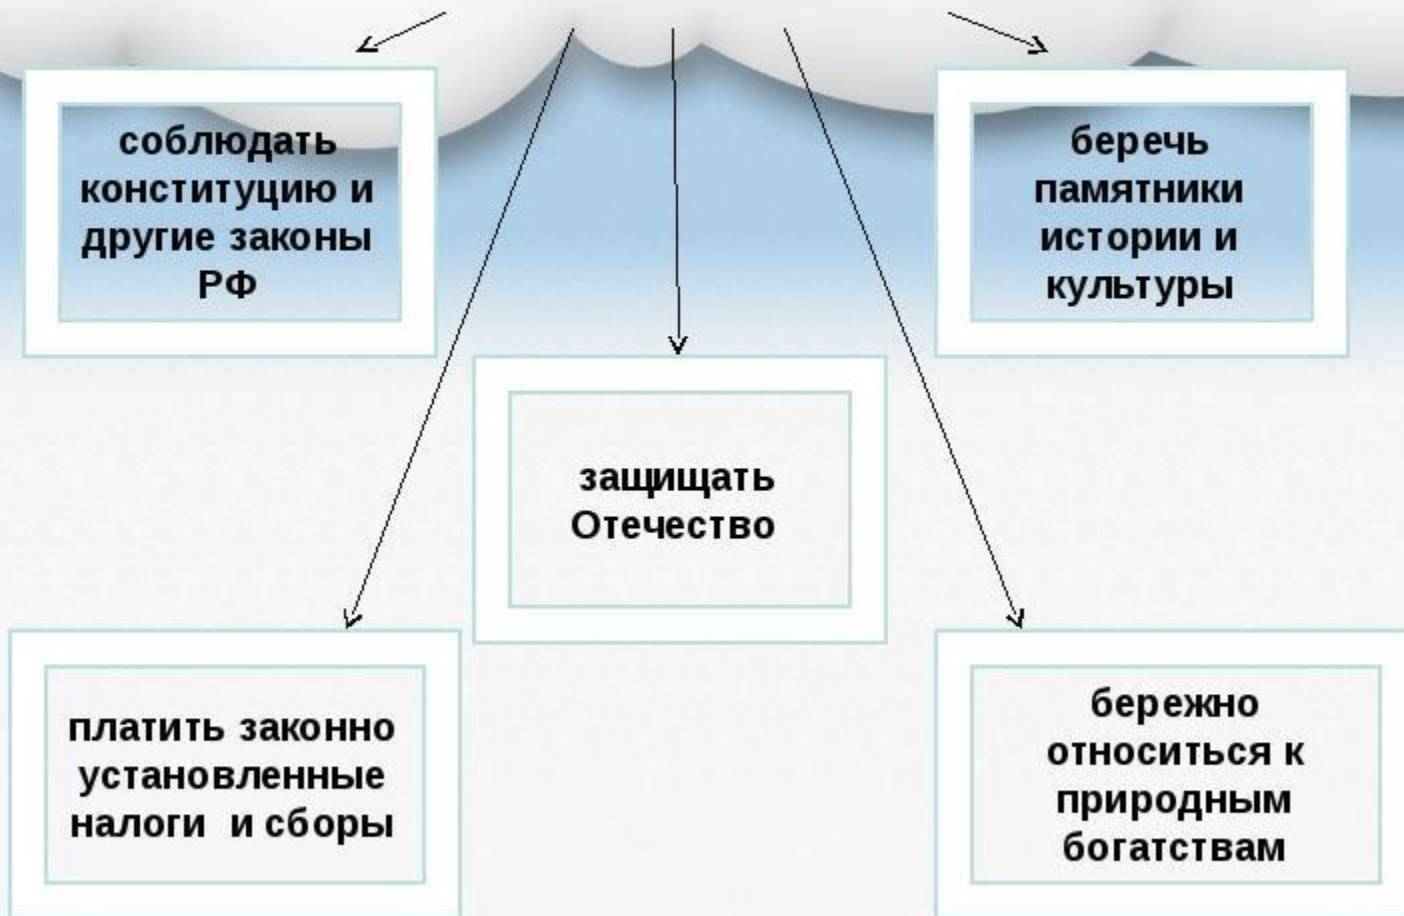 соблюдать
конституцию и
другие законы
РФ
беречь
памятники
истории и
культуры
защищать
Отечество
платить законно
установленные
налоги и сборы
бережно
относиться к
природным
богатствам